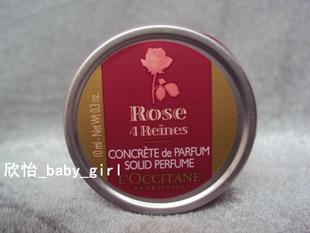 Rose
4 Reines
10 ml - Net Wt 0.3 oz.
CONCRÈTE de PARFUM
SOLID PERFUME
L'OCCITANE
EN PROVENCE
欣怡_baby_girl